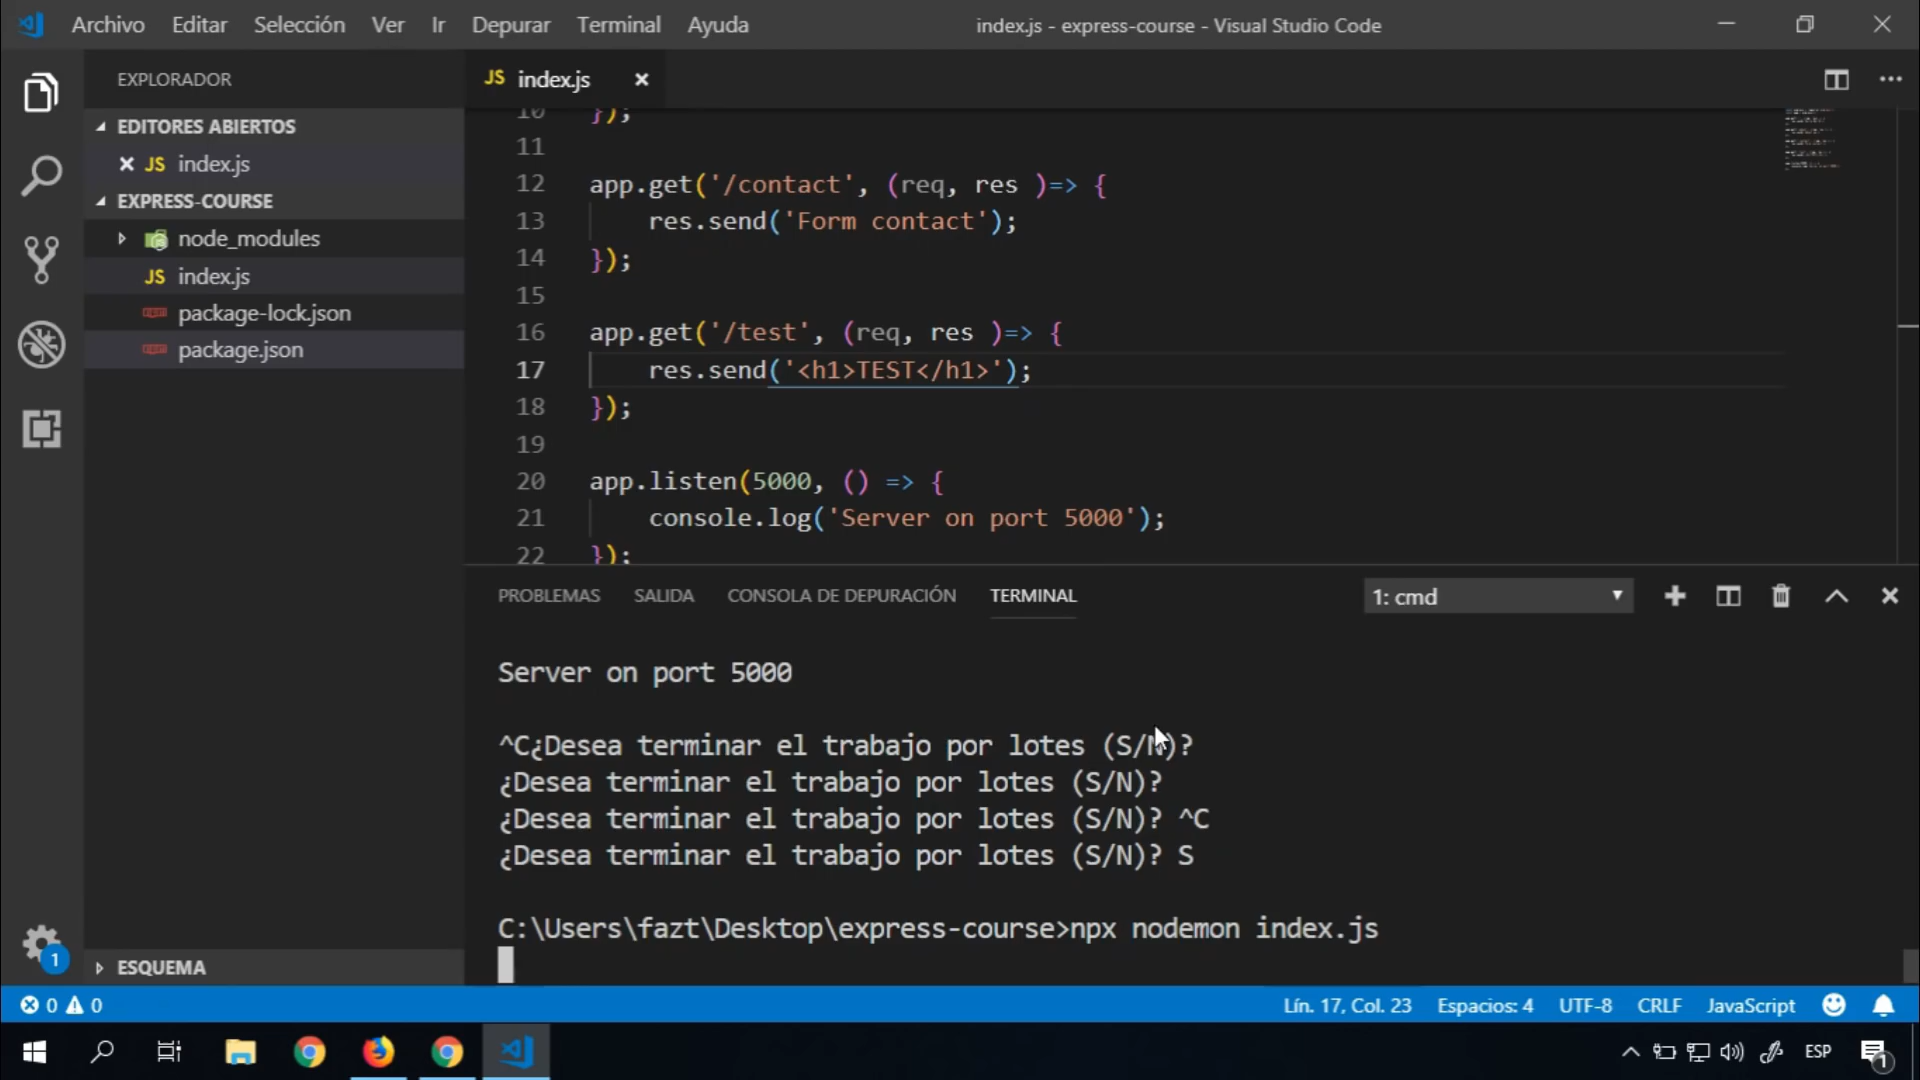 Archivo Editar Selección Ver Ir Depurar Terminal Ayuda
index.js - express-course - Visual Studio Code
EXPLORADOR
EDITORES ABIERTOS
JS index.js
EXPRESS-COURSE
node_modules
JS index.js
package-lock.json
package.json
ESQUEMA
JS index.js
10 });
11
12 app.get('/contact', (req, res )=> {
13 res.send('Form contact');
14 });
15
16 app.get('/test', (req, res )=> {
17 res.send('<h1>TEST</h1>');
18 });
19
20 app.listen(5000, () => {
21 console.log('Server on port 5000');
22 });
PROBLEMAS SALIDA CONSOLA DE DEPURACIÓN TERMINAL 1: cmd
Server on port 5000
^C¿Desea terminar el trabajo por lotes (S/N)?
¿Desea terminar el trabajo por lotes (S/N)?
¿Desea terminar el trabajo por lotes (S/N)? ^C
¿Desea terminar el trabajo por lotes (S/N)? S
C:\Users\fazt\Desktop\express-course>npx nodemon index.js
1
0 0 Lín. 17, Col. 23 Espacios: 4 UTF-8 CRLF JavaScript
ESP 1